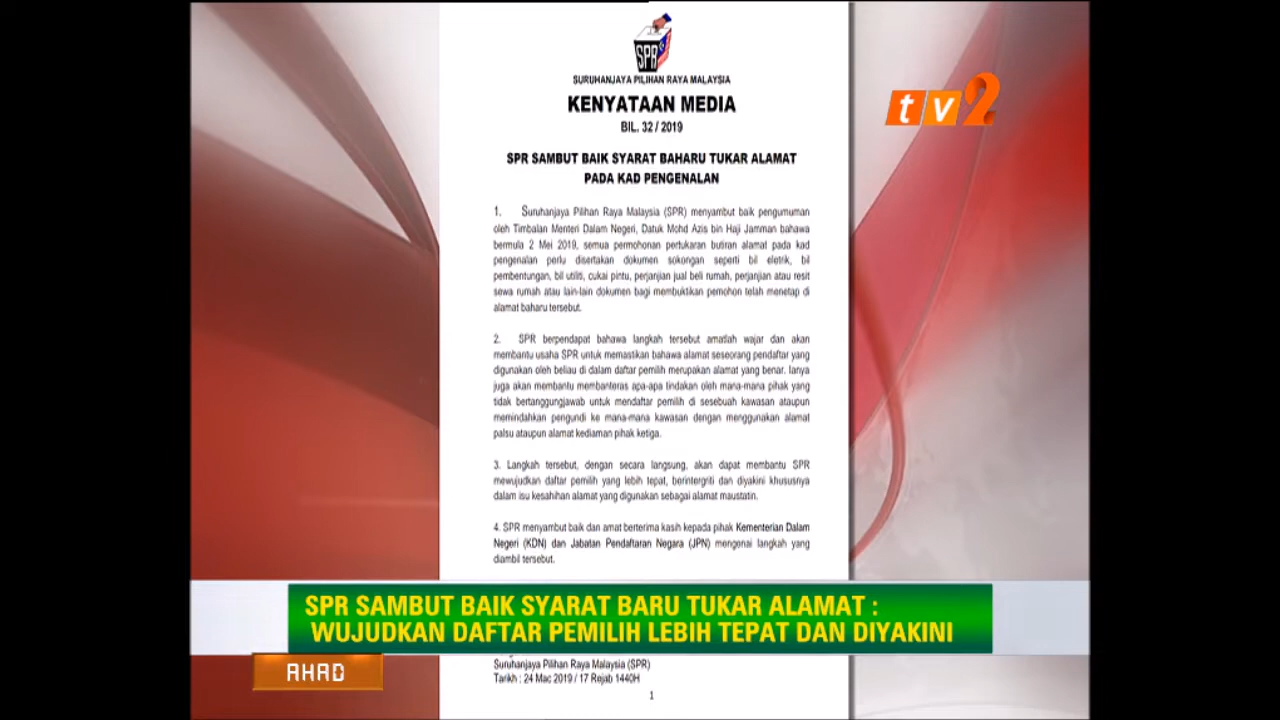 SPR
SURUHANJAYA PILIHAN RAYA MALAYSIA
KENYATAAN MEDIA
BIL. 32 / 2019
tv2
SPR SAMBUT BAIK SYARAT BAHARU TUKAR ALAMAT
PADA KAD PENGENALAN
1. Suruhanjaya Pilihan Raya Malaysia (SPR) menyambut baik pengumuman
oleh Timbalan Menteri Dalam Negeri, Datuk Mohd Azis bin Haji Jamman bahawa
bermula 2 Mei 2019, semua permohonan pertukaran butiran alamat pada kad
pengenalan perlu disertakan dokumen sokongan seperti bil eletrik, bil
pembentungan, bil utiliti, cukai pintu, perjanjian jual beli rumah, perjanjian atau resit
sewa rumah atau lain-lain dokumen bagi membuktikan pemohon telah menetap di
alamat baharu tersebut.
2. SPR berpendapat bahawa langkah tersebut amatlah wajar dan akan
membantu usaha SPR untuk memastikan bahawa alamat seseorang pendaftar yang
digunakan oleh beliau di dalam daftar pemilih merupakan alamat yang benar. Ianya
juga akan membantu membanteras apa-apa tindakan oleh mana-mana pihak yang
tidak bertanggungjawab untuk mendaftar pemilih di sesebuah kawasan ataupun
memindahkan pengundi ke mana-mana kawasan dengan menggunakan alamat
palsu ataupun alamat kediaman pihak ketiga.
3. Langkah tersebut, dengan secara langsung, akan dapat membantu SPR
mewujudkan daftar pemilih yang lebih tepat, berintergriti dan diyakini khususnya
dalam isu kesahihan alamat yang digunakan sebagai alamat maustatin.
4. SPR menyambut baik dan amat berterima kasih kepada pihak Kementerian Dalam
Negeri (KDN) dan Jabatan Pendaftaran Negara (JPN) mengenai langkah yang
diambil tersebut.
SPR SAMBUT BAIK SYARAT BARU TUKAR ALAMAT :
WUJUDKAN DAFTAR PEMILIH LEBIH TEPAT DAN DIYAKINI
AHAD
Suruhanjaya Pilihan Raya Malaysia (SPR)
Tarikh : 24 Mac 2019 / 17 Rejab 1440H
1